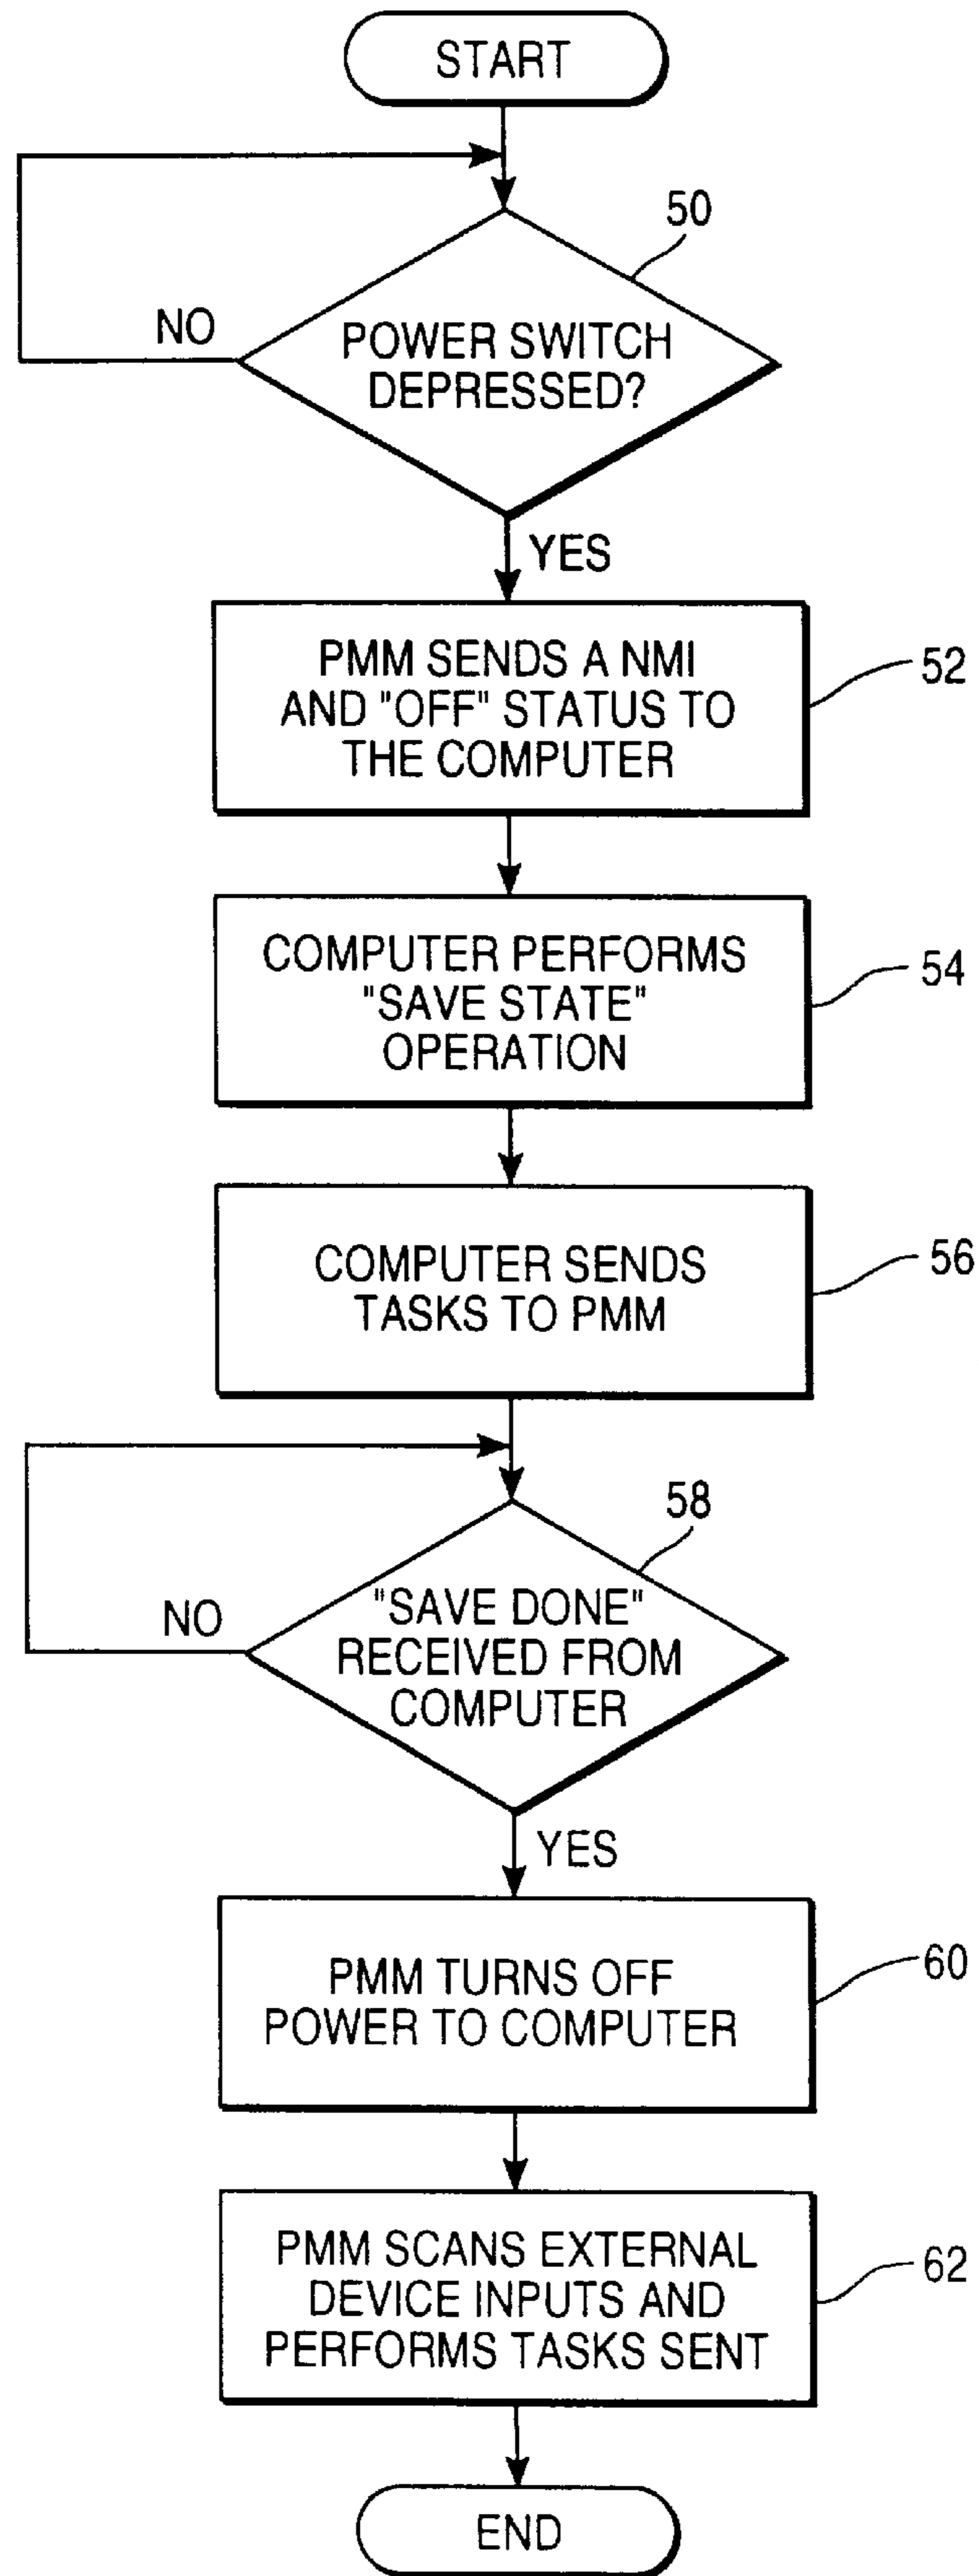 START
50
NO
POWER SWITCH
DEPRESSED?
YES
PMM SENDS A NMI
AND "OFF" STATUS TO
THE COMPUTER
52
COMPUTER PERFORMS
"SAVE STATE"
OPERATION
54
COMPUTER SENDS
TASKS TO PMM
56
58
NO
"SAVE DONE"
RECEIVED FROM
COMPUTER
YES
PMM TURNS OFF
POWER TO COMPUTER
60
PMM SCANS EXTERNAL
DEVICE INPUTS AND
PERFORMS TASKS SENT
62
END